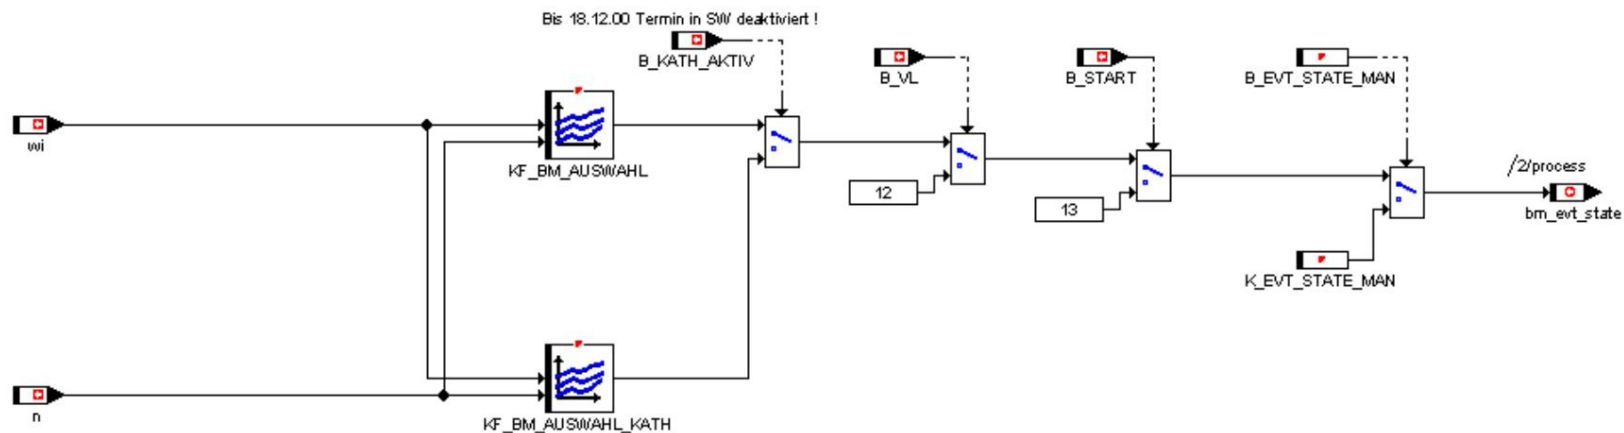 Bis 18.12.00 Termin in SW deaktiviert !
B_KATH_AKTIV
B_VL
B_START
B_EVT_STATE_MAN
wi
KF_BM_AUSWAHL
/2/process
12
13
bm_evt_state
K_EVT_STATE_MAN
n
KF_BM_AUSWAHL_KATH